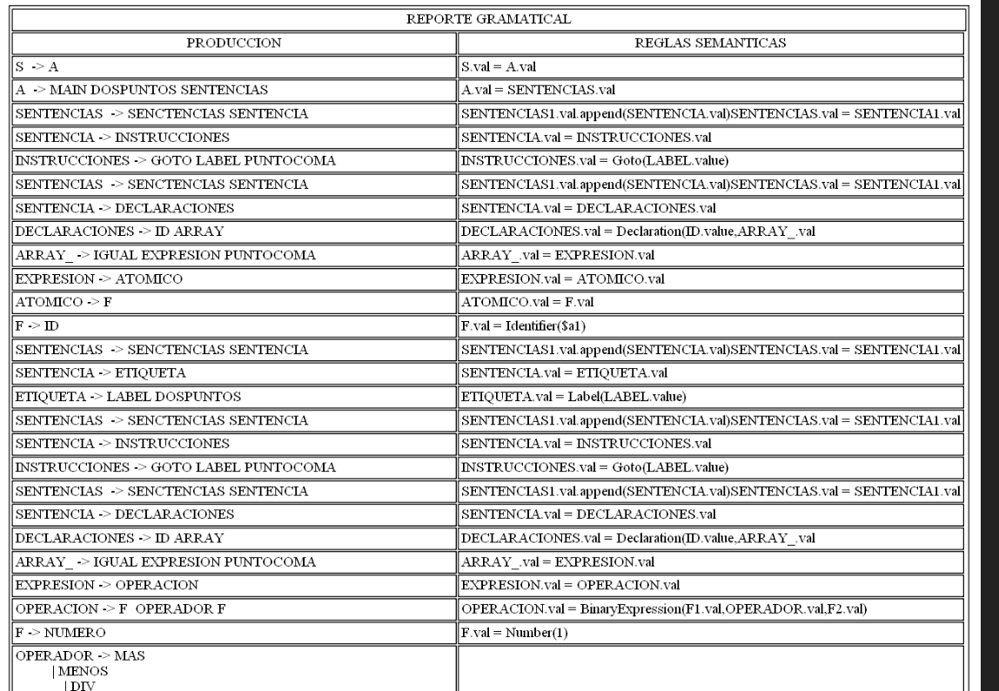 REPORTE GRAMATICAL
PRODUCCION REGLAS SEMANTICAS
S -> A S.val = A.val
A -> MAIN DOSPUNTOS SENTENCIAS A.val = SENTENCIAS.val
SENTENCIAS -> SENCTENCIAS SENTENCIA SENTENCIAS1.val.append(SENTENCIA.val)SENTENCIAS.val = SENTENCIA1.val
SENTENCIA -> INSTRUCCIONES SENTENCIA.val = INSTRUCCIONES.val
INSTRUCCIONES -> GOTO LABEL PUNTOCOMA INSTRUCCIONES.val = Goto(LABEL.value)
SENTENCIAS -> SENCTENCIAS SENTENCIA SENTENCIAS1.val.append(SENTENCIA.val)SENTENCIAS.val = SENTENCIA1.val
SENTENCIA -> DECLARACIONES SENTENCIA.val = DECLARACIONES.val
DECLARACIONES -> ID ARRAY DECLARACIONES.val = Declaration(ID.value,ARRAY_.val
ARRAY_ -> IGUAL EXPRESION PUNTOCOMA ARRAY_.val = EXPRESION.val
EXPRESION -> ATOMICO EXPRESION.val = ATOMICO.val
ATOMICO -> F ATOMICO.val = F.val
F -> ID F.val = Identifier($a1)
SENTENCIAS -> SENCTENCIAS SENTENCIA SENTENCIAS1.val.append(SENTENCIA.val)SENTENCIAS.val = SENTENCIA1.val
SENTENCIA -> ETIQUETA SENTENCIA.val = ETIQUETA.val
ETIQUETA -> LABEL DOSPUNTOS ETIQUETA.val = Label(LABEL.value)
SENTENCIAS -> SENCTENCIAS SENTENCIA SENTENCIAS1.val.append(SENTENCIA.val)SENTENCIAS.val = SENTENCIA1.val
SENTENCIA -> INSTRUCCIONES SENTENCIA.val = INSTRUCCIONES.val
INSTRUCCIONES -> GOTO LABEL PUNTOCOMA INSTRUCCIONES.val = Goto(LABEL.value)
SENTENCIAS -> SENCTENCIAS SENTENCIA SENTENCIAS1.val.append(SENTENCIA.val)SENTENCIAS.val = SENTENCIA1.val
SENTENCIA -> DECLARACIONES SENTENCIA.val = DECLARACIONES.val
DECLARACIONES -> ID ARRAY DECLARACIONES.val = Declaration(ID.value,ARRAY_.val
ARRAY_ -> IGUAL EXPRESION PUNTOCOMA ARRAY_.val = EXPRESION.val
EXPRESION -> OPERACION EXPRESION.val = OPERACION.val
OPERACION -> F OPERADOR F OPERACION.val = BinaryExpression(F1.val,OPERADOR.val,F2.val)
F -> NUMERO F.val = Number(1)
OPERADOR -> MAS
| MENOS
| DIV